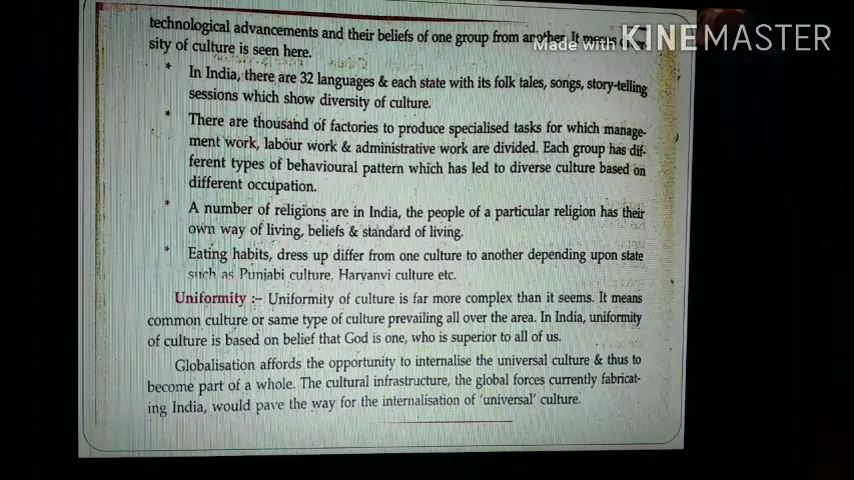 technological advancements and their beliefs of one group from another. It means
Made with KINEMASTER
sity of culture is seen here.
* In India, there are 32 languages & each state with its folk tales, songs, story-telling
sessions which show diversity of culture.
* There are thousand of factories to produce specialised tasks for which manage-
ment work, labour work & administrative work are divided. Each group has dif-
ferent types of behavioural pattern which has led to diverse culture based on
different occupation.
* A number of religions are in India, the people of a particular religion has their
own way of living, beliefs & standard of living.
* Eating habits, dress up differ from one culture to another depending upon state
such as Punjabi culture, Haryanvi culture etc.
Uniformity :– Uniformity of culture is far more complex than it seems. It means
common culture or same type of culture prevailing all over the area. In India, uniformity
of culture is based on belief that God is one, who is superior to all of us.
Globalisation affords the opportunity to internalise the universal culture & thus to
become part of a whole. The cultural infrastructure, the global forces currently fabricat-
ing India, would pave the way for the internalisation of 'universal' culture.